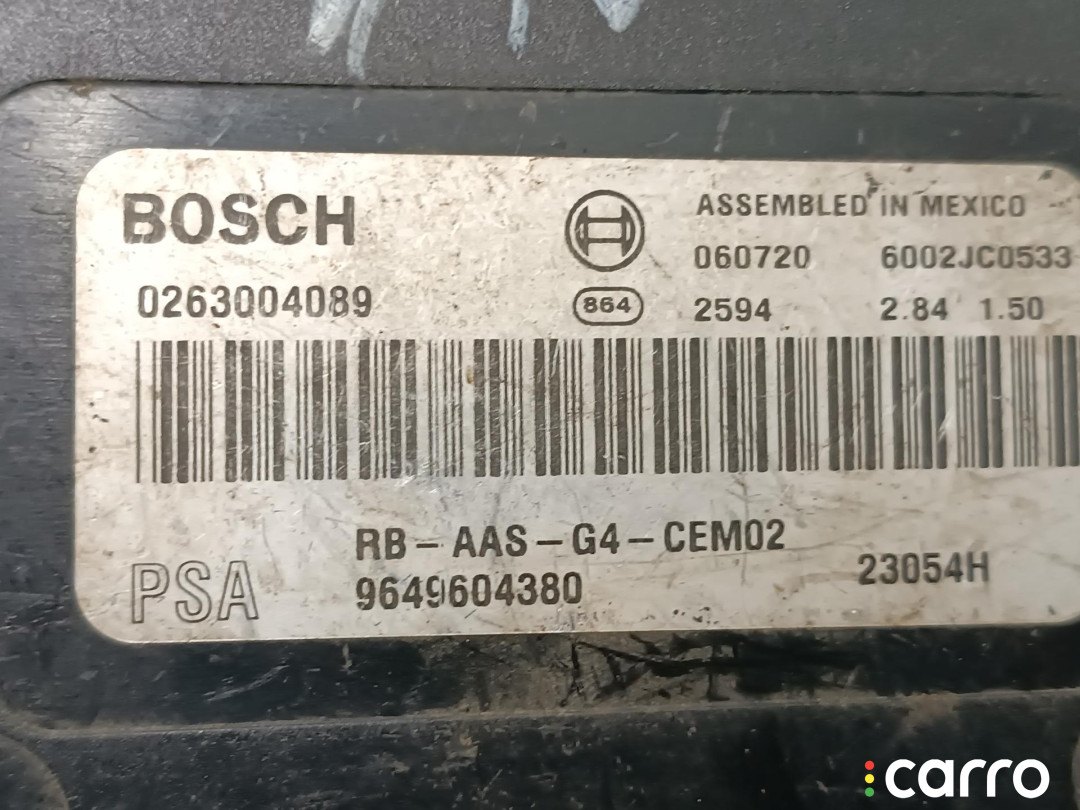 BOSCH
ASSEMBLED IN MEXICO
060720 6002JC0533
0263004089
864
2594 2.84 1.50
RB-AAS-G4-CEM02
PSA
9649604380
23054H
carro